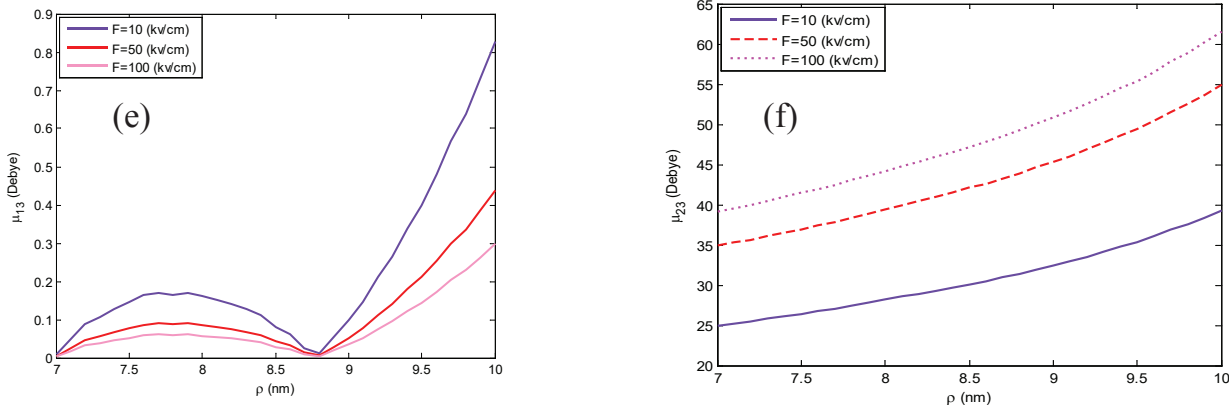 F=10 (kv/cm)
F=50 (kv/cm)
F=100 (kv/cm)
(e)
0.9
0.8
0.7
0.6
0.5
0.4
0.3
0.2
0.1
0
μ13 (Debye)
7 7.5 8 8.5 9 9.5 10
ρ (nm)
F=10 (kv/cm)
F=50 (kv/cm)
F=100 (kv/cm)
(f)
65
60
55
50
45
40
35
30
25
20
μ23 (Debye)
7 7.5 8 8.5 9 9.5 10
ρ (nm)